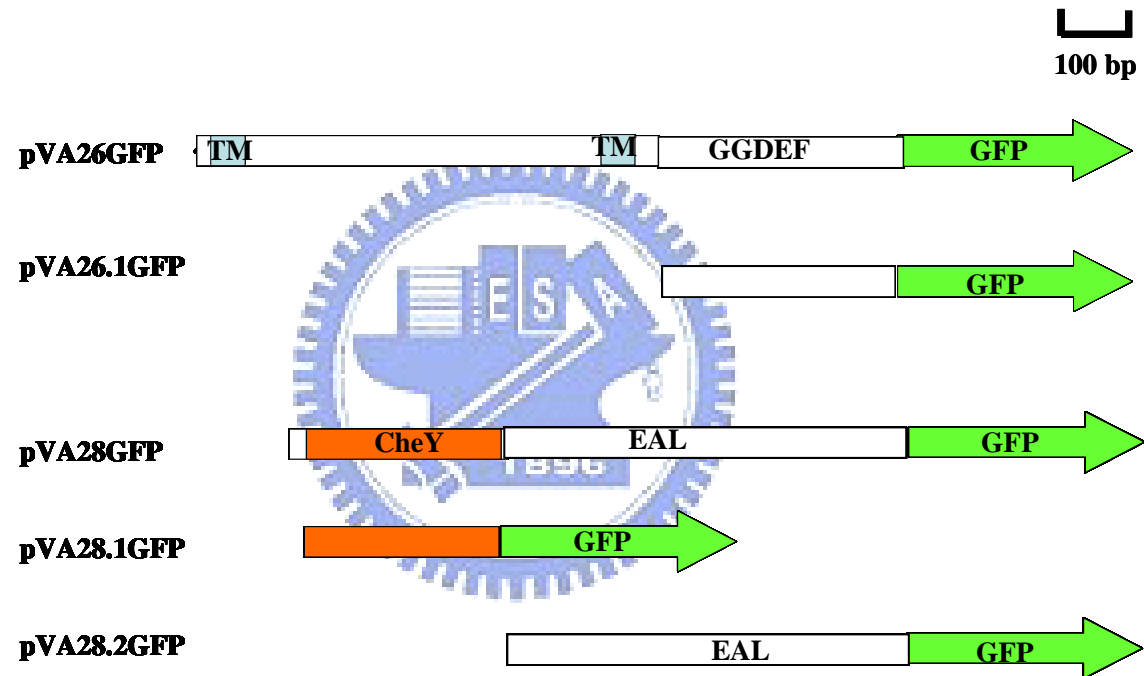 100 bp
pVA26GFP TM TM GGDEF GFP
pVA26.1GFP GFP
E S A
pVA28GFP CheY EAL GFP
1896
pVA28.1GFP GFP
pVA28.2GFP EAL GFP